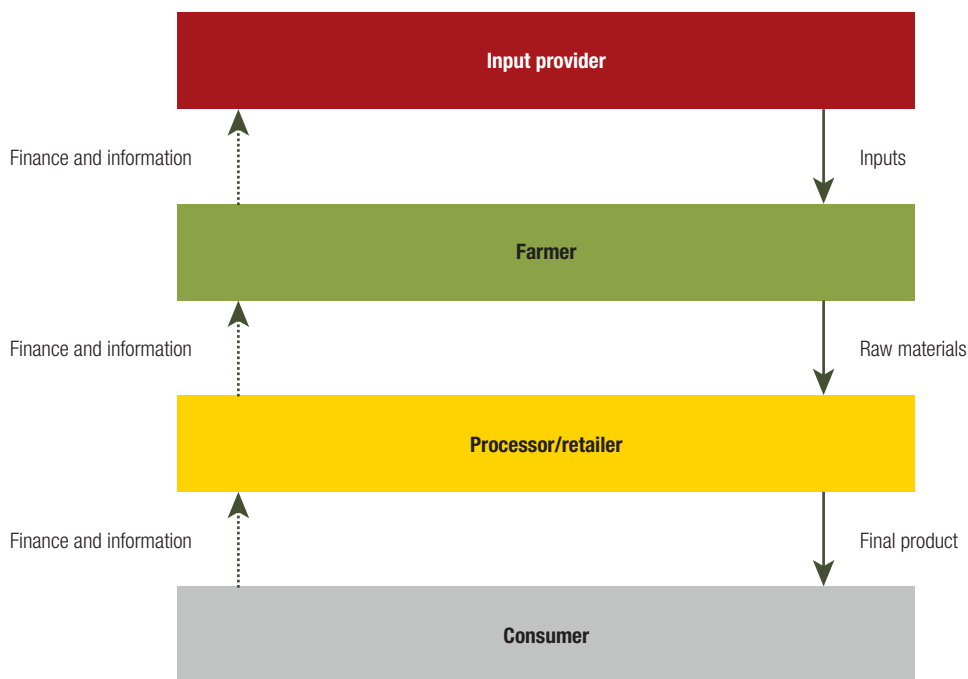 Input provider
Finance and information
Inputs
Farmer
Finance and information
Raw materials
Processor/retailer
Finance and information
Final product
Consumer